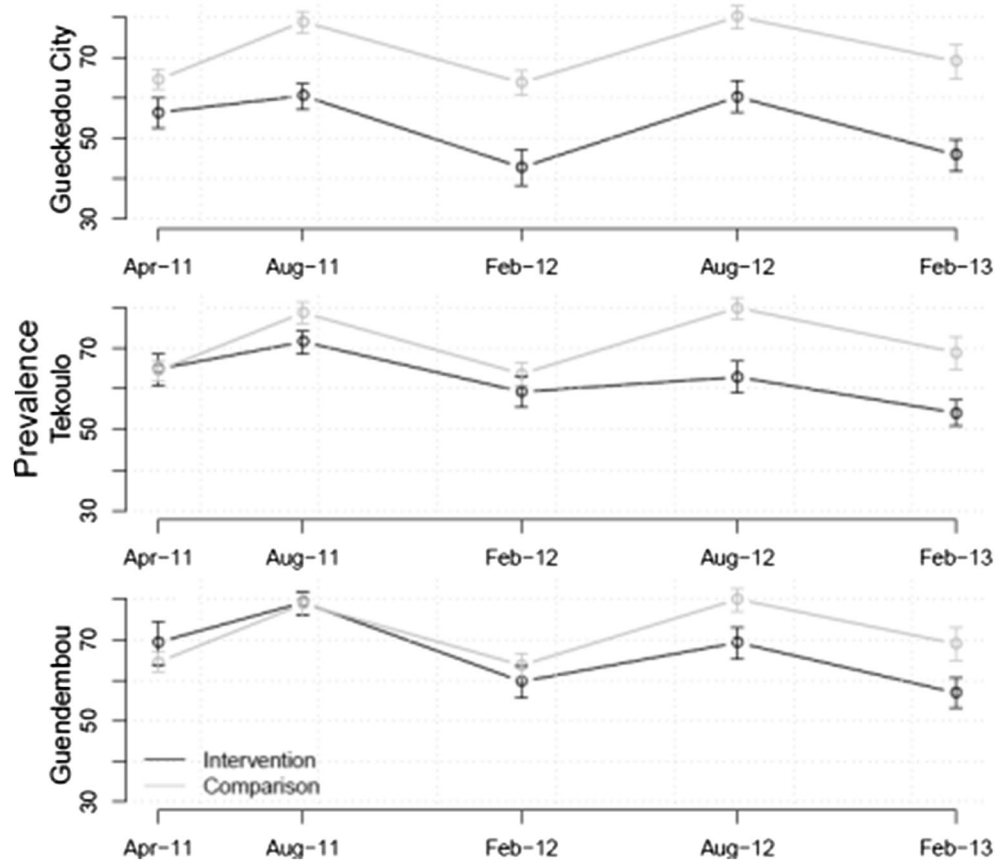 Prevalence
Gueckedou City
70
50
30
Apr-11 Aug-11 Feb-12 Aug-12 Feb-13
Tekoulo
70
50
30
Apr-11 Aug-11 Feb-12 Aug-12 Feb-13
Guendembou
70
50
30
Intervention
Comparison
Apr-11 Aug-11 Feb-12 Aug-12 Feb-13